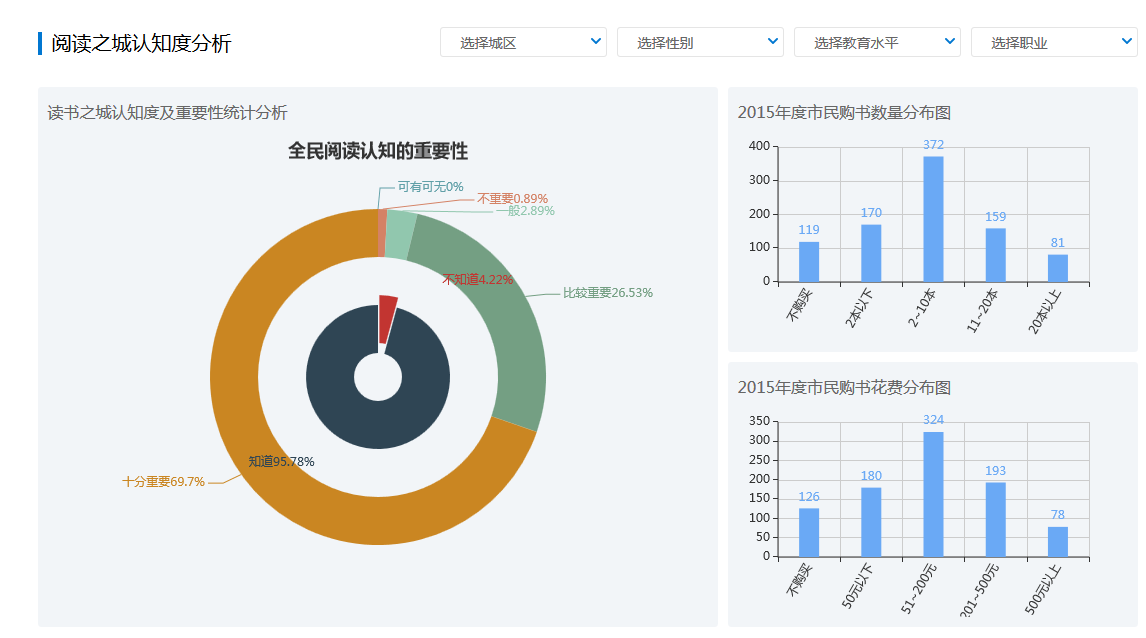 阅读之城认知度分析
选择城区
选择性别
选择教育水平
选择职业
读书之城认知度及重要性统计分析
全民阅读认知的重要性
可有可无0%
不重要0.89%
一般2.89%
不知道4.22%
比较重要26.53%
知道95.78%
十分重要69.7%
2015年度市民购书数量分布图
400
300
200
100
0
119
170
372
159
81
不购买
2本以下
2~10本
11~20本
20本以上
2015年度市民购书花费分布图
350
300
250
200
150
100
50
0
126
180
324
193
78
不购买
50元以下
51~200元
201~500元
500元以上